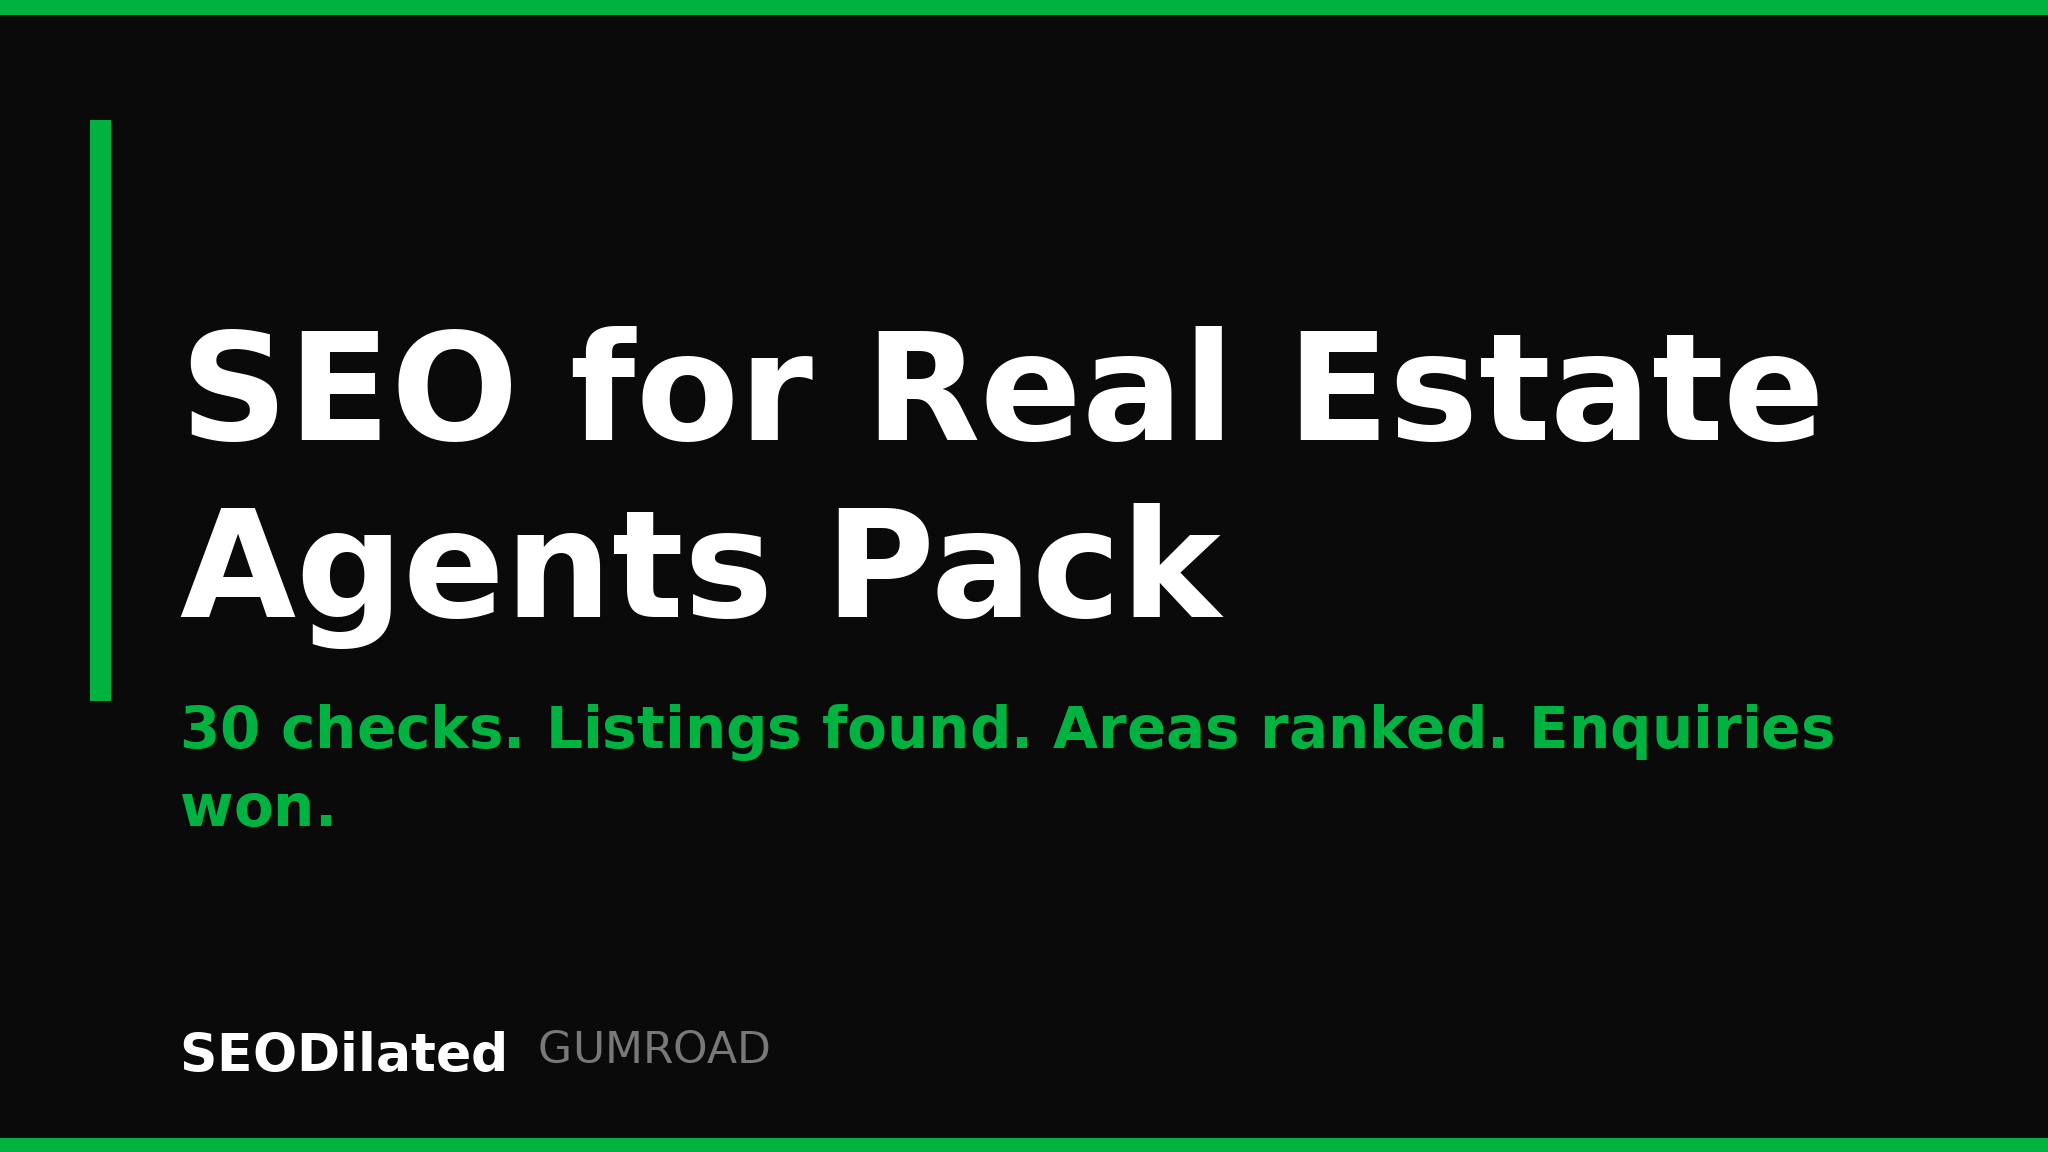 SEO for Real Estate
Agents Pack
30 checks. Listings found. Areas ranked. Enquiries
won.
SEODilated GUMROAD